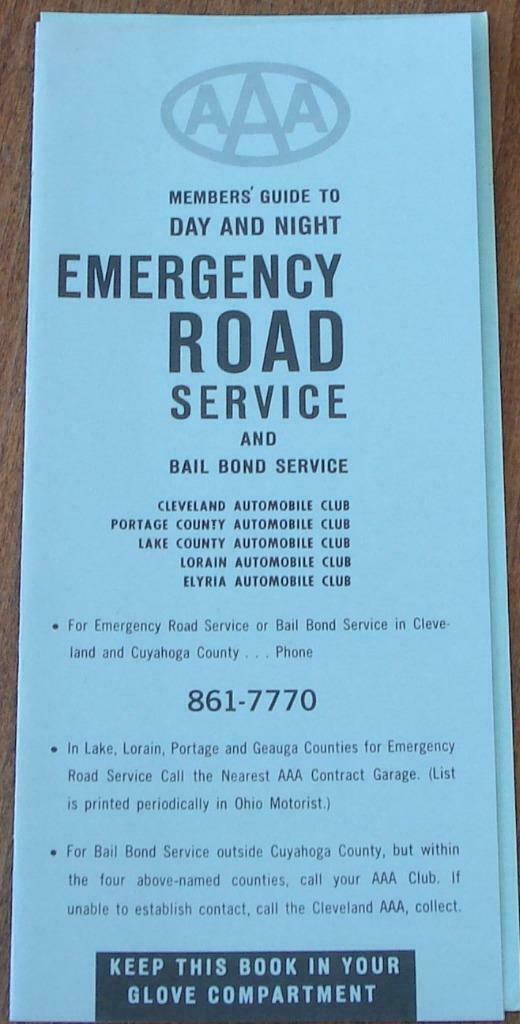 AAA
MEMBERS' GUIDE TO
DAY AND NIGHT
EMERGENCY
ROAD
SERVICE
AND
BAIL BOND SERVICE
CLEVELAND AUTOMOBILE CLUB
PORTAGE COUNTY AUTOMOBILE CLUB
LAKE COUNTY AUTOMOBILE CLUB
LORAIN AUTOMOBILE CLUB
ELYRIA AUTOMOBILE CLUB
• For Emergency Road Service or Bail Bond Service in Cleve-
land and Cuyahoga County . . . Phone
861-7770
• In Lake, Lorain, Portage and Geauga Counties for Emergency
Road Service Call the Nearest AAA Contract Garage. (List
is printed periodically in Ohio Motorist.)
• For Bail Bond Service outside Cuyahoga County, but within
the four above-named counties, call your AAA Club. If
unable to establish contact, call the Cleveland AAA, collect.
KEEP THIS BOOK IN YOUR
GLOVE COMPARTMENT